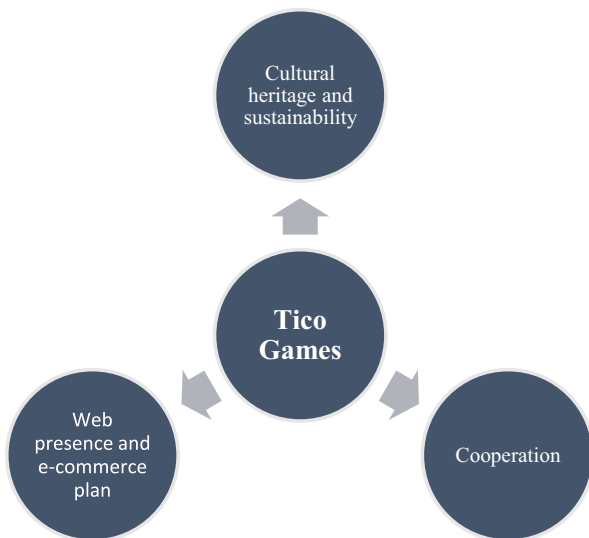 Cultural
heritage and
sustainability
Tico
Games
Web
presence and
e-commerce
plan
Cooperation